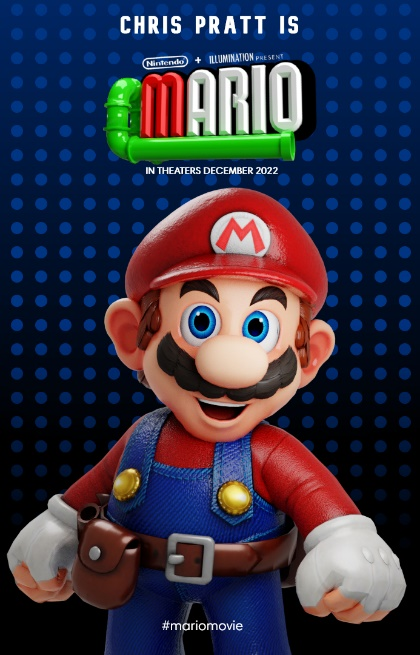 CHRIS PRATT IS
Nintendo + ILLUMINATION PRESENT
MARIO
IN THEATERS DECEMBER 2022
M
#mariomovie